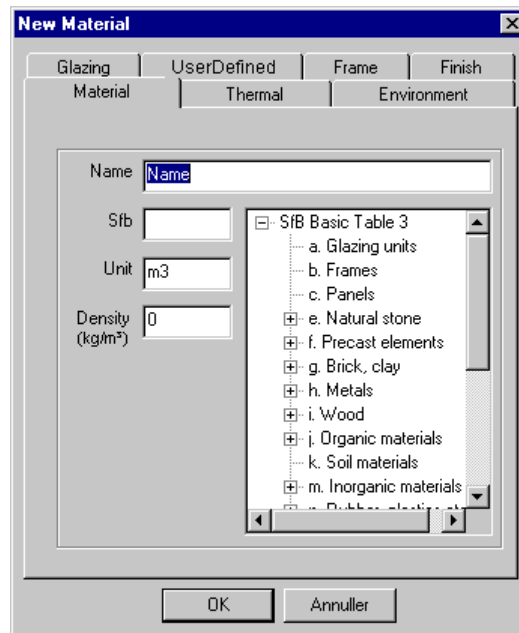 New Material
Glazing UserDefined Frame Finish
Material Thermal Environment
Name Name
Sfb
Unit m3
Density 0
(kg/m³)
SfB Basic Table 3
a. Glazing units
b. Frames
c. Panels
e. Natural stone
f. Precast elements
g. Brick, clay
h. Metals
i. Wood
j. Organic materials
k. Soil materials
m. Inorganic materials
OK Annuller